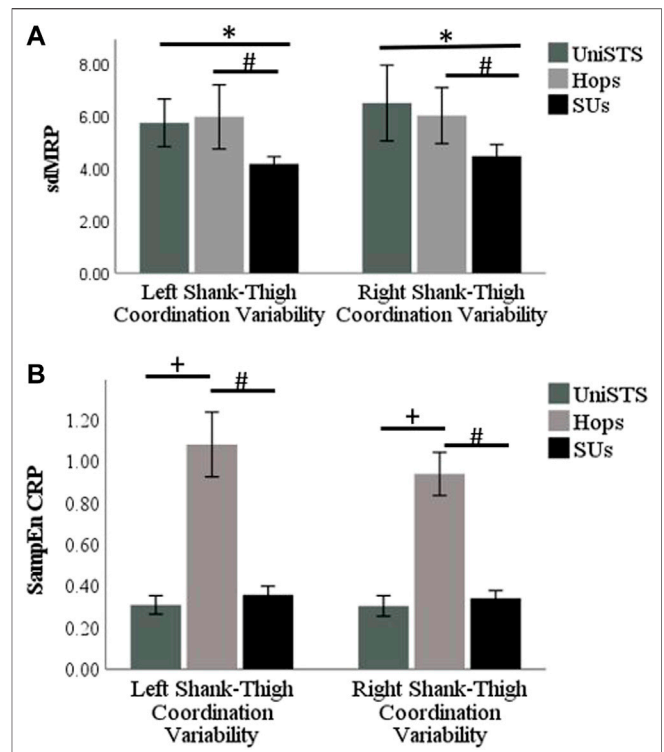 A
*
*
#
#
8.00
6.00
4.00
2.00
0.00
sdMRP
UniSTS
Hops
SUs
Left Shank-Thigh
Coordination Variability
Right Shank-Thigh
Coordination Variability
B
+
#
+
#
1.20
1.00
0.80
0.60
0.40
0.20
0.00
SampEn CRP
UniSTS
Hops
SUs
Left Shank-Thigh
Coordination
Variability
Right Shank-Thigh
Coordination
Variability